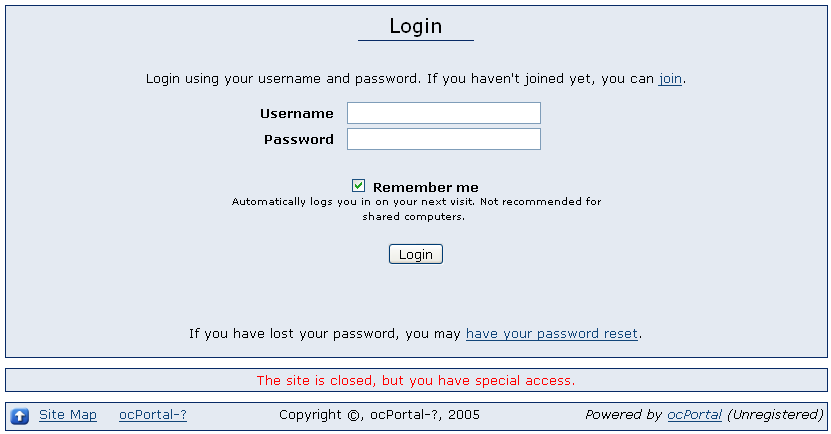 Login
Login using your username and password. If you haven't joined yet, you can join.
Username
Password
Remember me
Automatically logs you in on your next visit. Not recommended for
shared computers.
Login
If you have lost your password, you may have your password reset.
The site is closed, but you have special access.
Site Map ocPortal-? Copyright ©, ocPortal-?, 2005 Powered by ocPortal (Unregistered)